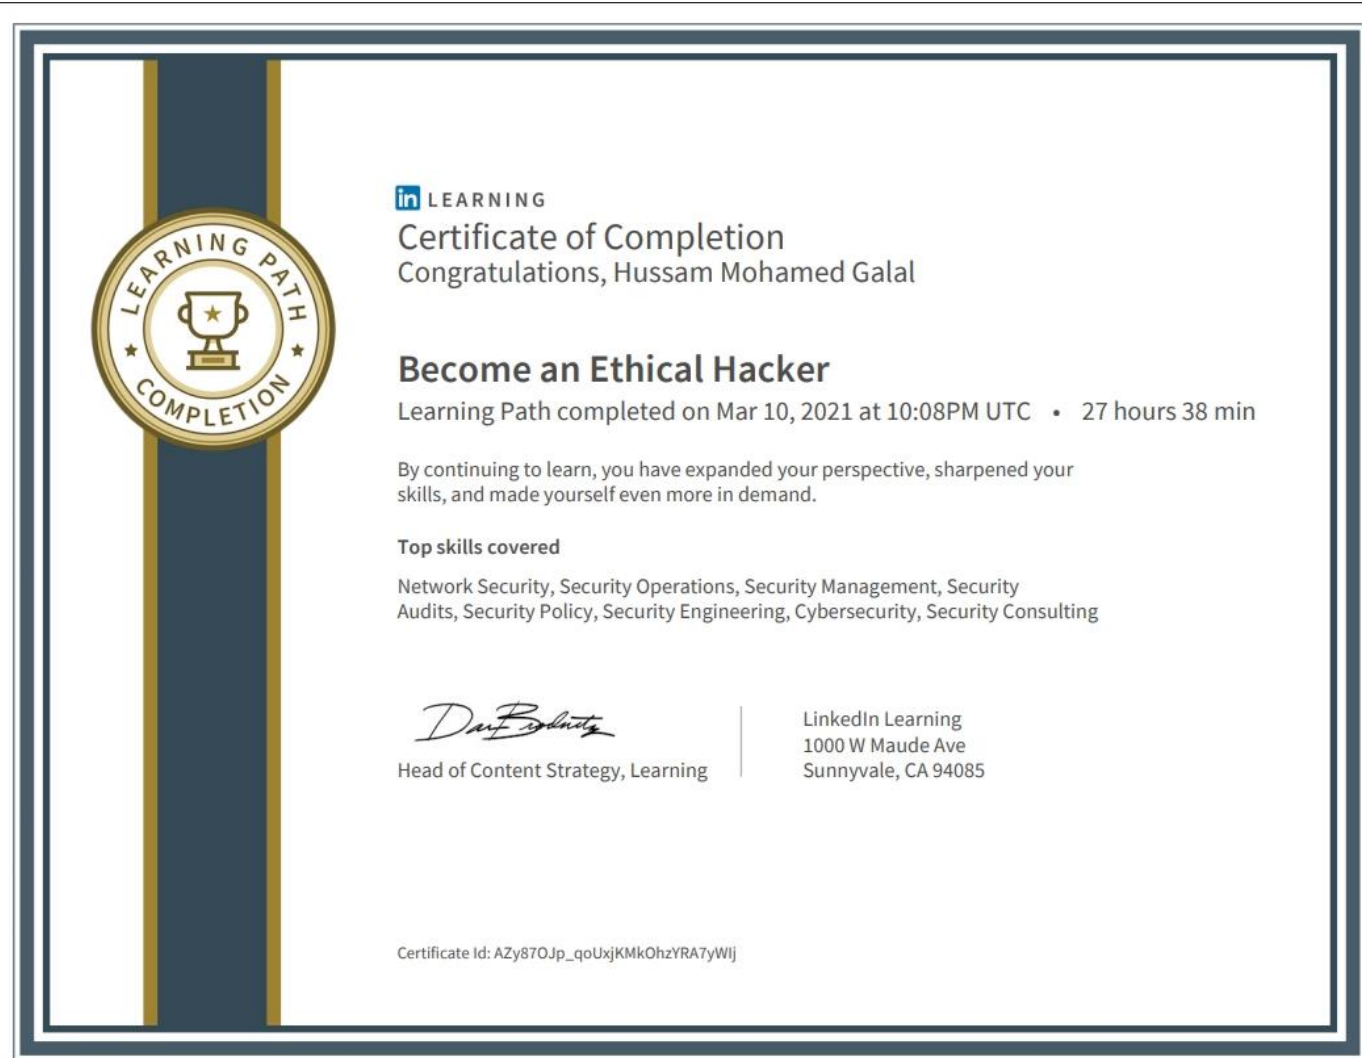 LEARNING PATH
COMPLETION
in LEARNING
Certificate of Completion
Congratulations, Hussam Mohamed Galal
Become an Ethical Hacker
Learning Path completed on Mar 10, 2021 at 10:08PM UTC • 27 hours 38 min
By continuing to learn, you have expanded your perspective, sharpened your
skills, and made yourself even more in demand.
Top skills covered
Network Security, Security Operations, Security Management, Security
Audits, Security Policy, Security Engineering, Cybersecurity, Security Consulting
Head of Content Strategy, Learning
LinkedIn Learning
1000 W Maude Ave
Sunnyvale, CA 94085
Certificate Id: AZy87OJp_qoUxjKMkOhzYRA7yWIj